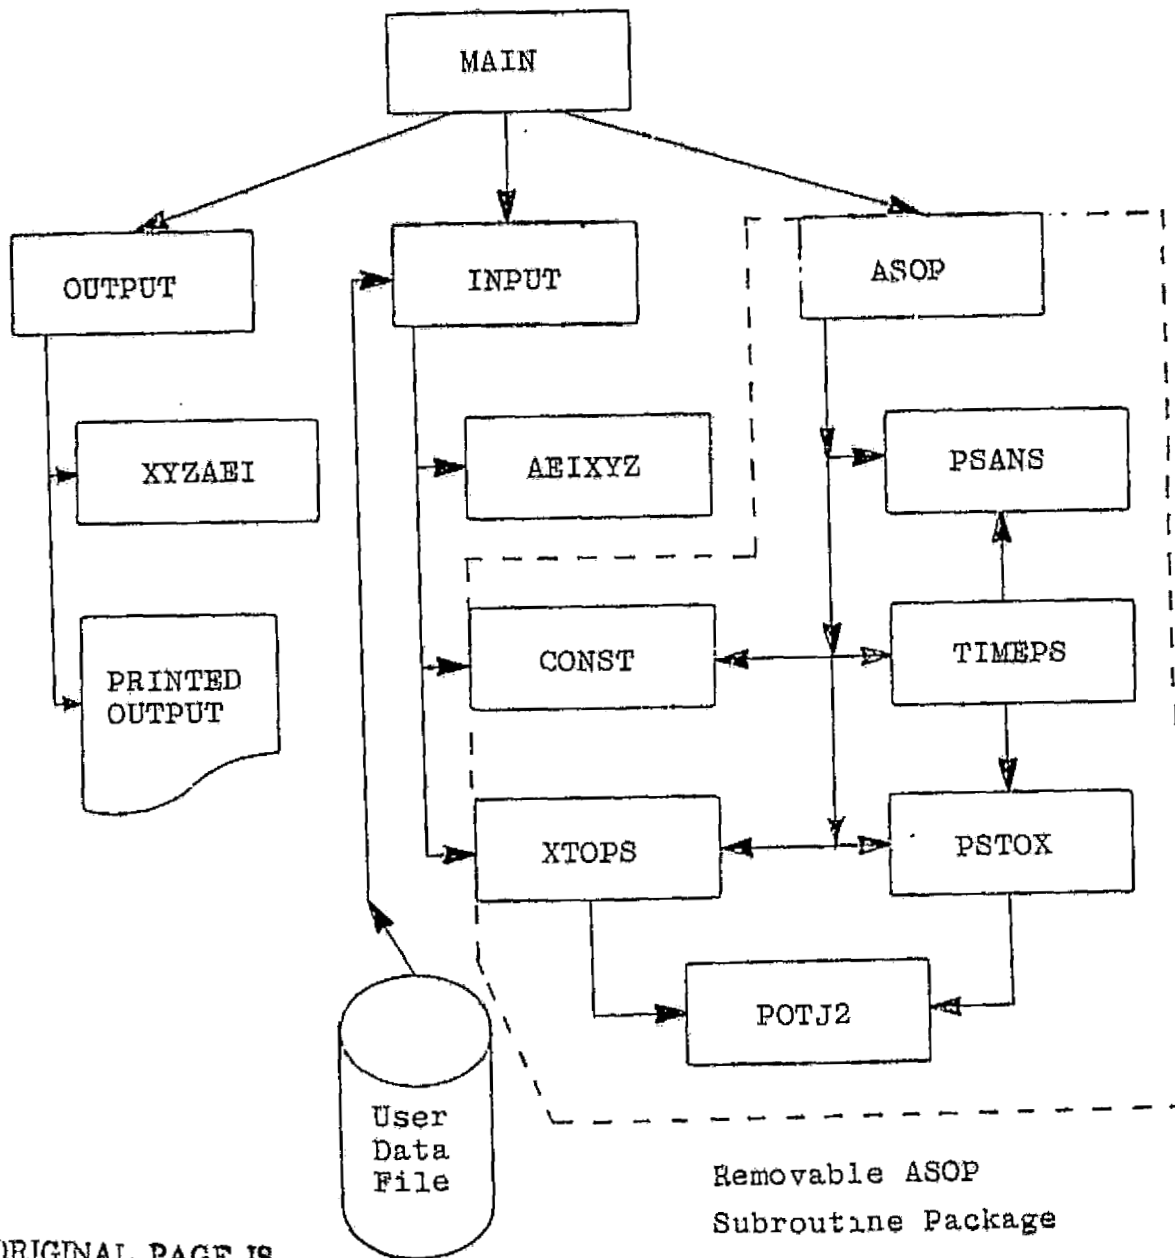 MAIN
OUTPUT
INPUT
ASOP
XYZAEI
AEIXYZ
PSANS
PRINTED
OUTPUT
CONST
TIMEPS
XTOPS
PSTOX
POTJ2
User
Data
File
Removable ASOP
Subroutine Package
ORIGINAL PAGE IS